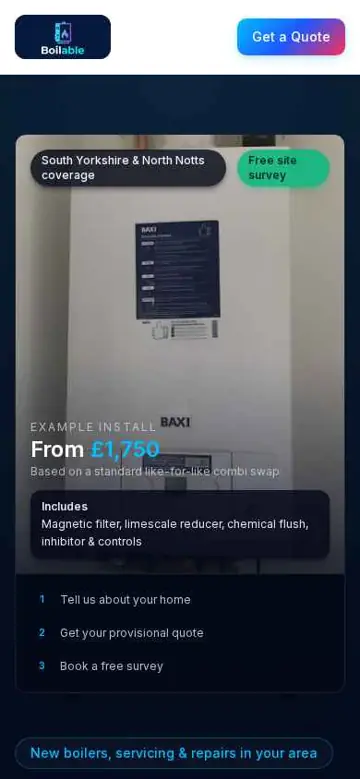 Boilable
Get a Quote
South Yorkshire & North Notts
coverage
Free site
survey
BAXI
BAXI
EXAMPLE INSTALL
From £1,750
Based on a standard like-for-like combi swap
Includes
Magnetic filter, limescale reducer, chemical flush,
inhibitor & controls
1 Tell us about your home
2 Get your provisional quote
3 Book a free survey
New boilers, servicing & repairs in your area